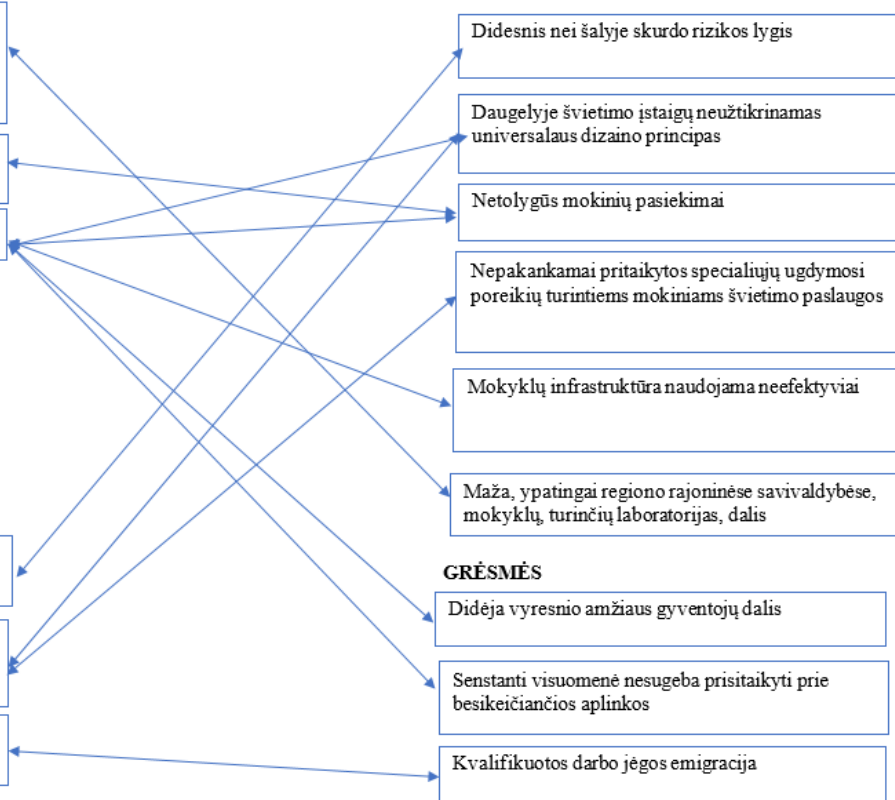 Didesnis nei šalyje skurdo rizikos lygis
Daugelyje švietimo įstaigų neužtikrinamas
universalaus dizaino principas
Netolygūs mokinių pasiekimai
Nepakankamai pritaikytos specialiųjų ugdymosi
poreikių turintiems mokiniams švietimo paslaugos
Mokyklų infrastruktūra naudojama neefektyviai
Maža, ypatingai regiono rajoninėse savivaldybėse,
mokyklų, turinčių laboratorijas, dalis
GRĖSMĖS
Didėja vyresnio amžiaus gyventojų dalis
Senstanti visuomenė nesugeba prisitaikyti prie
besikeičiančios aplinkos
Kvalifikuotos darbo jėgos emigracija